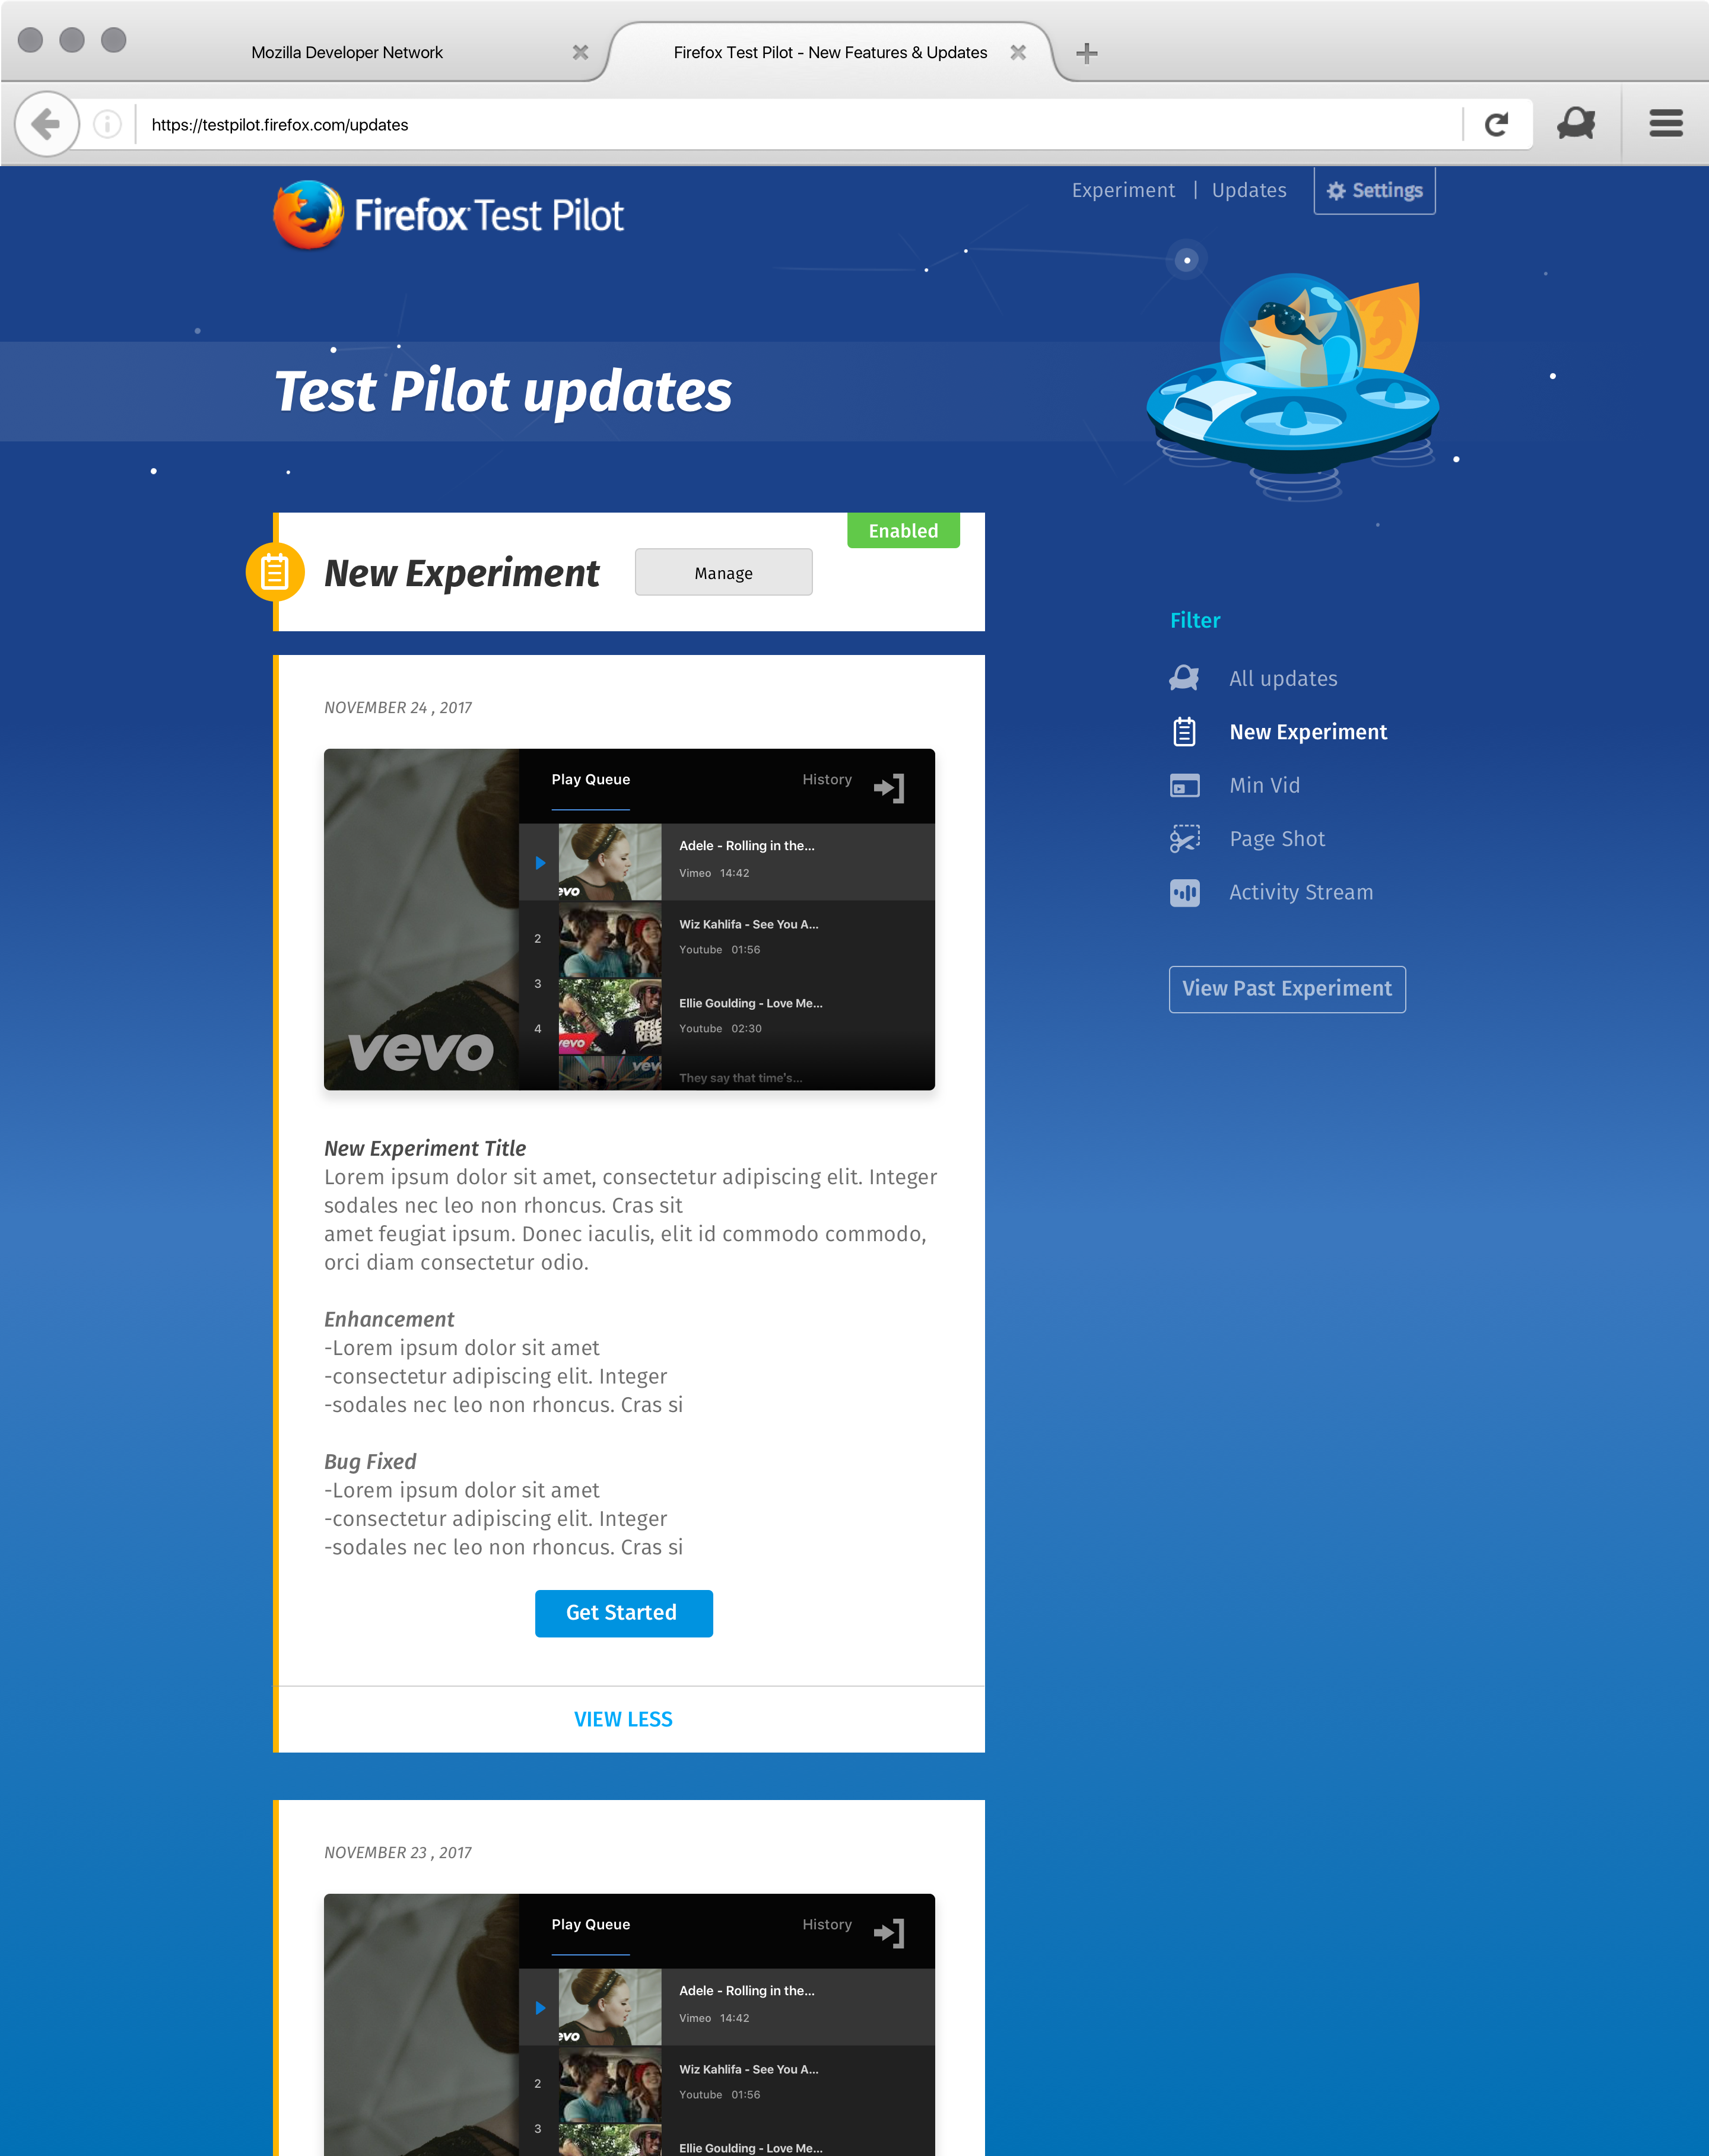 Mozilla Developer Network
Firefox Test Pilot - New Features & Updates
https://testpilot.firefox.com/updates
Firefox Test Pilot
Experiment | Updates
Settings
Test Pilot updates
Enabled
New Experiment
Manage
Filter
All updates
New Experiment
Min Vid
Page Shot
Activity Stream
View Past Experiment
NOVEMBER 24 , 2017
Play Queue
History
Adele - Rolling in the...
Vimeo 14:42
evo
2
Wiz Kahlifa - See You A...
Youtube 01:56
3
Ellie Goulding - Love Me...
4
Youtube 02:30
evo
vevo
vev
They say that time's...
New Experiment Title
Lorem ipsum dolor sit amet, consectetur adipiscing elit. Integer
sodales nec leo non rhoncus. Cras sit
amet feugiat ipsum. Donec iaculis, elit id commodo commodo,
orci diam consectetur odio.
Enhancement
-Lorem ipsum dolor sit amet
-consectetur adipiscing elit. Integer
-sodales nec leo non rhoncus. Cras si
Bug Fixed
-Lorem ipsum dolor sit amet
-consectetur adipiscing elit. Integer
-sodales nec leo non rhoncus. Cras si
Get Started
VIEW LESS
NOVEMBER 23 , 2017
Play Queue
History
Adele - Rolling in the...
Vimeo 14:42
evo
2
Wiz Kahlifa - See You A...
Youtube 01:56
3
Ellie Goulding - Love Me...